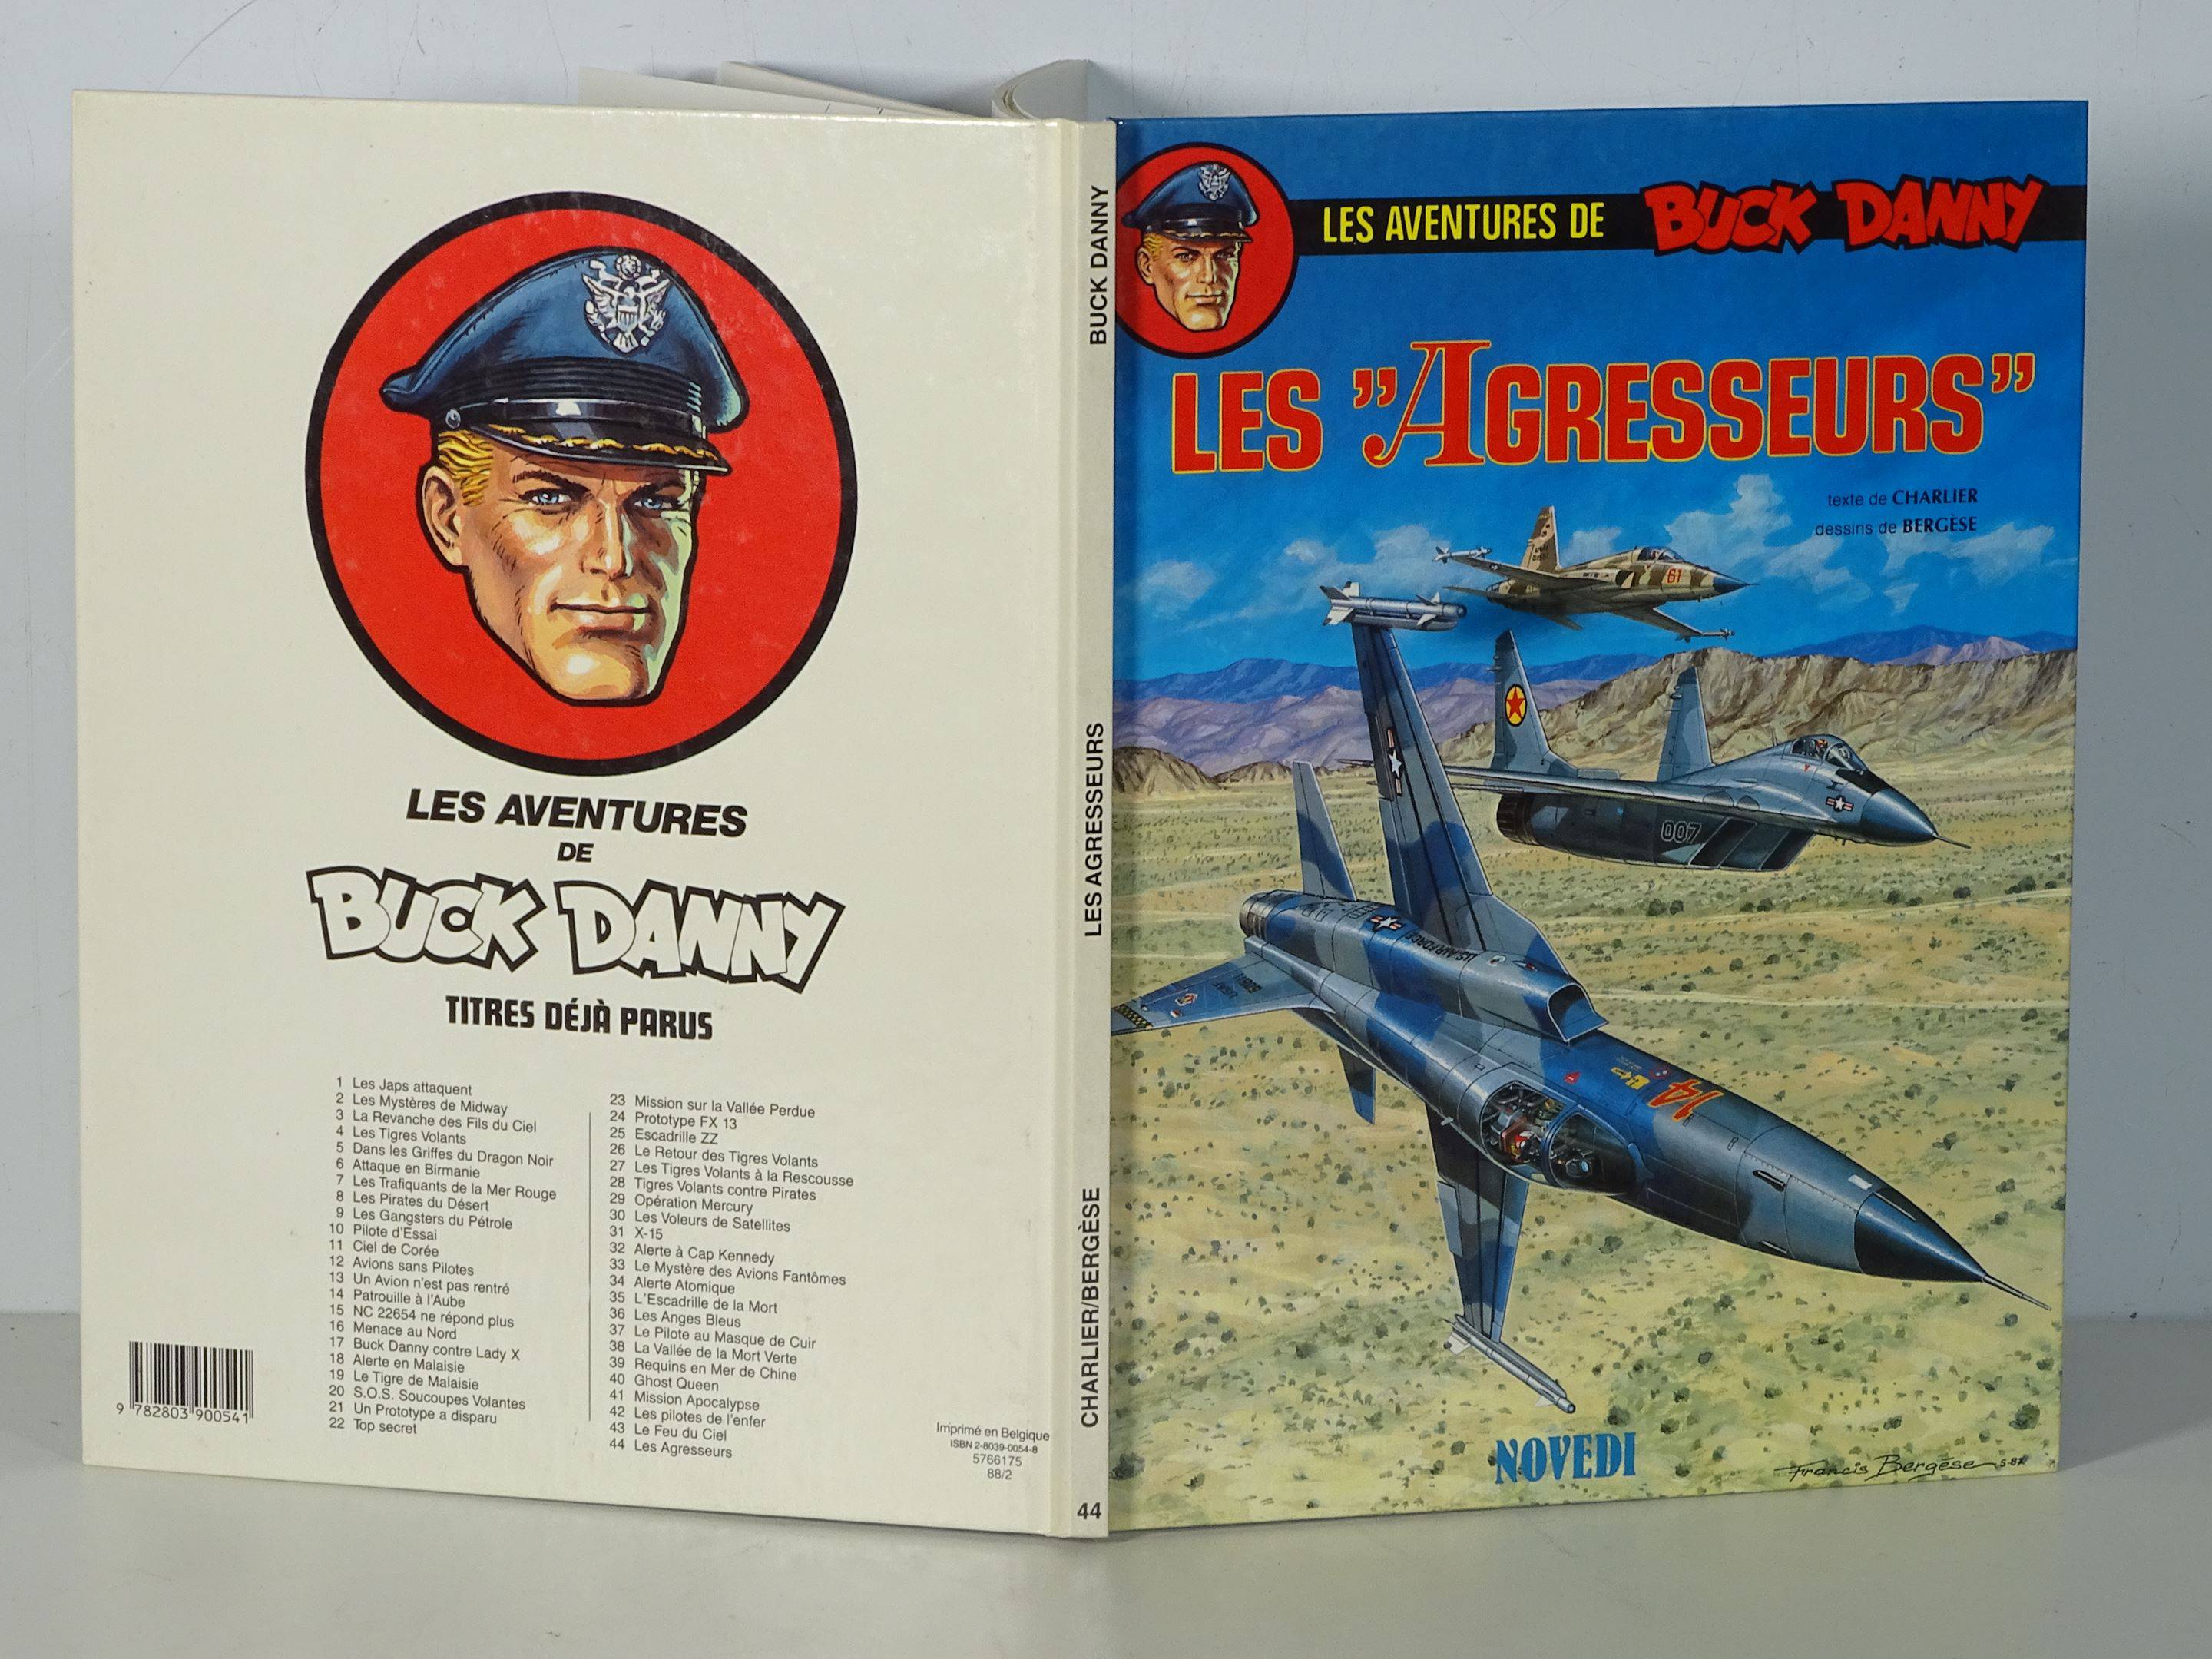 LES AVENTURES
DE
BUCK DANNY
TITRES DÉJÀ PARUS
1 Les Japs attaquent
2 Les Mystères de Midway
3 La Revanche des Fils du Ciel
4 Les Tigres Volants
5 Dans les Griffes du Dragon Noir
6 Attaque en Birmanie
7 Les Trafiquants de la Mer Rouge
8 Les Pirates du Désert
9 Les Gangsters du Pétrole
10 Pilote d'Essai
11 Ciel de Corée
12 Avions sans Pilotes
13 Un Avion n'est pas rentré
14 Patrouille à l'Aube
15 NC 22654 ne répond plus
16 Menace au Nord
17 Buck Danny contre Lady X
18 Alerte en Malaisie
19 Le Tigre de Malaisie
20 S.O.S. Soucoupes Volantes
21 Un Prototype a disparu
22 Top secret
23 Mission sur la Vallée Perdue
24 Prototype FX 13
25 Escadrille ZZ
26 Le Retour des Tigres Volants
27 Les Tigres Volants à la Rescousse
28 Tigres Volants contre Pirates
29 Opération Mercury
30 Les Voleurs de Satellites
31 X-15
32 Alerte à Cap Kennedy
33 Le Mystère des Avions Fantômes
34 Alerte Atomique
35 L'Escadrille de la Mort
36 Les Anges Bleus
37 Le Pilote au Masque de Cuir
38 La Vallée de la Mort Verte
39 Requins en Mer de Chine
40 Ghost Queen
41 Mission Apocalypse
42 Les pilotes de l'enfer
43 Le Feu du Ciel
44 Les Agresseurs
9 782803 900541
Imprimé en Belgique
ISBN 2-8039-0054-8
5766175
88/2
BUCK DANNY
LES AGRESSEURS
CHARLIER/BERGÈSE
44
LES AVENTURES DE BUCK DANNY
LES "AGRESSEURS"
texte de CHARLIER
dessins de BERGÈSE
61
007
US AIR FORCE
USAF
14
NOVEDI
Francis Bergèse 5-87